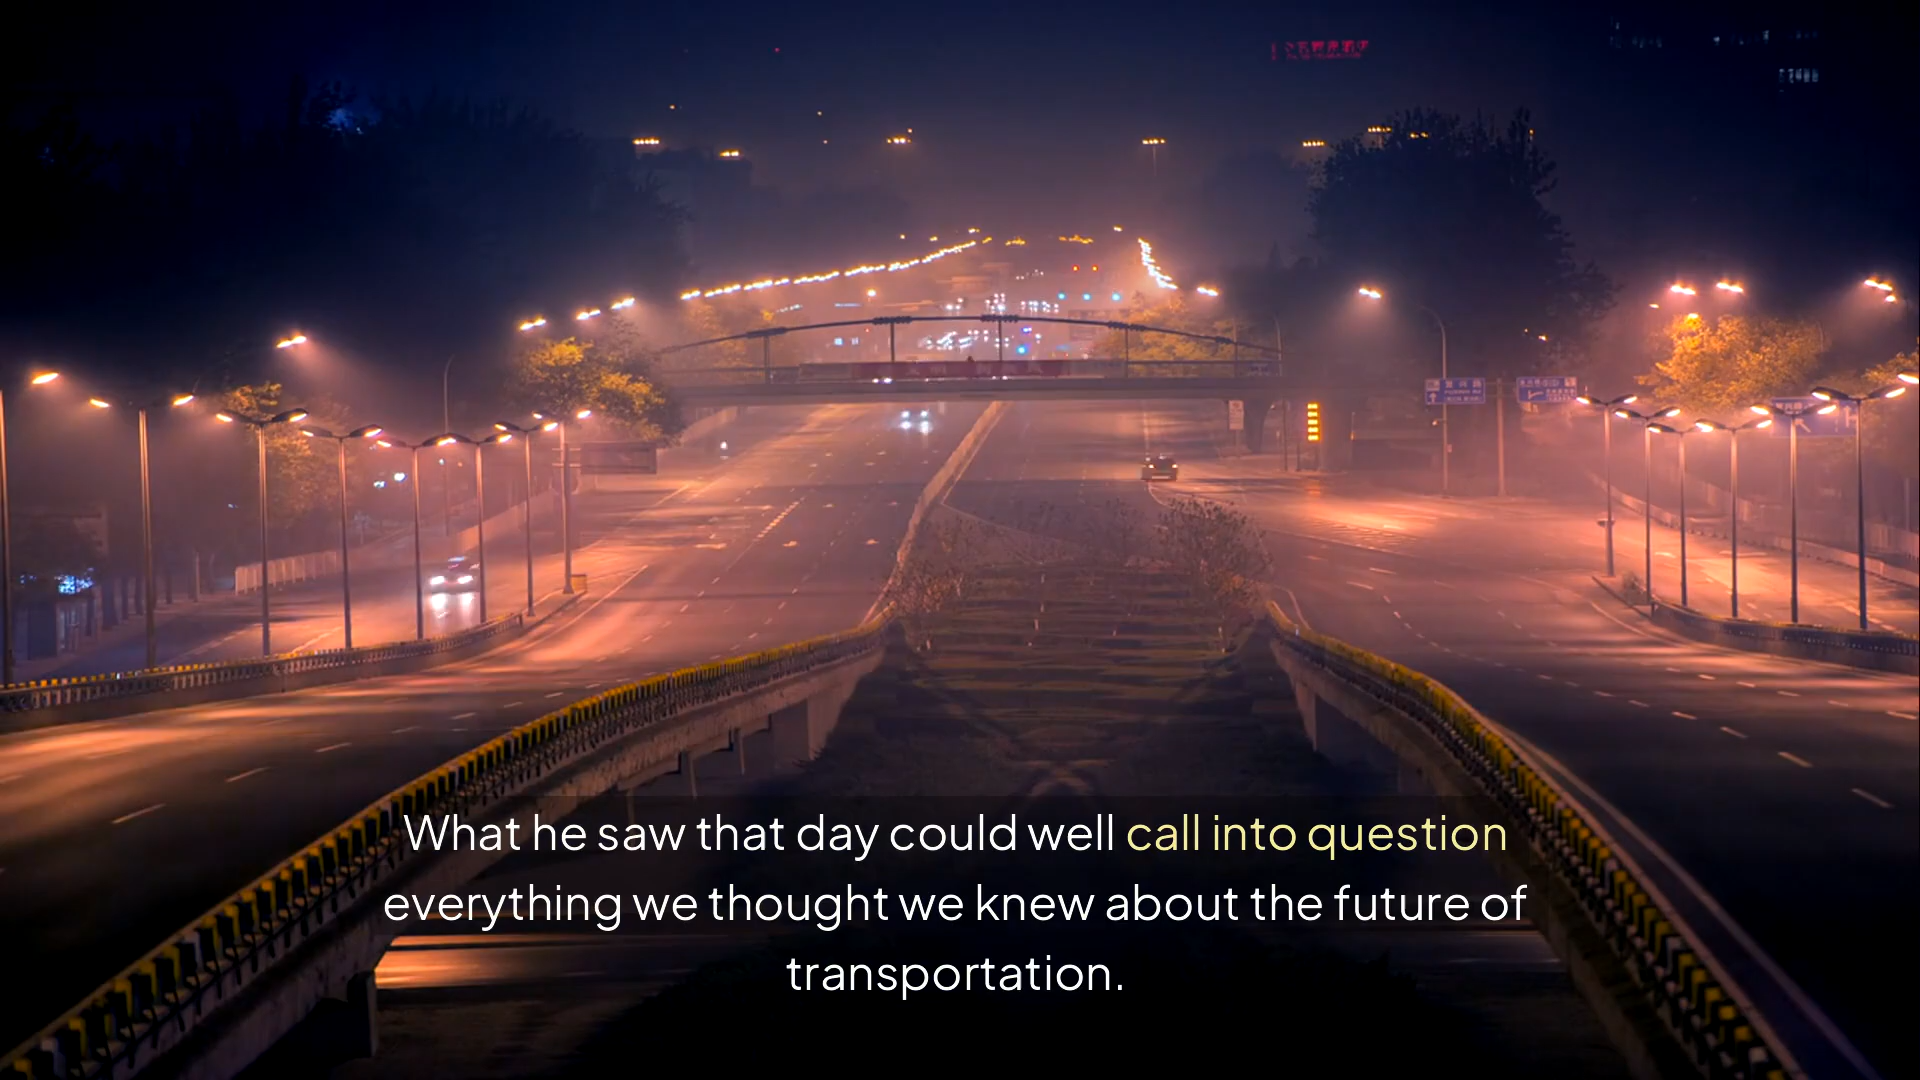 What he saw that day could well call into question
everything we thought we knew about the future of
transportation.